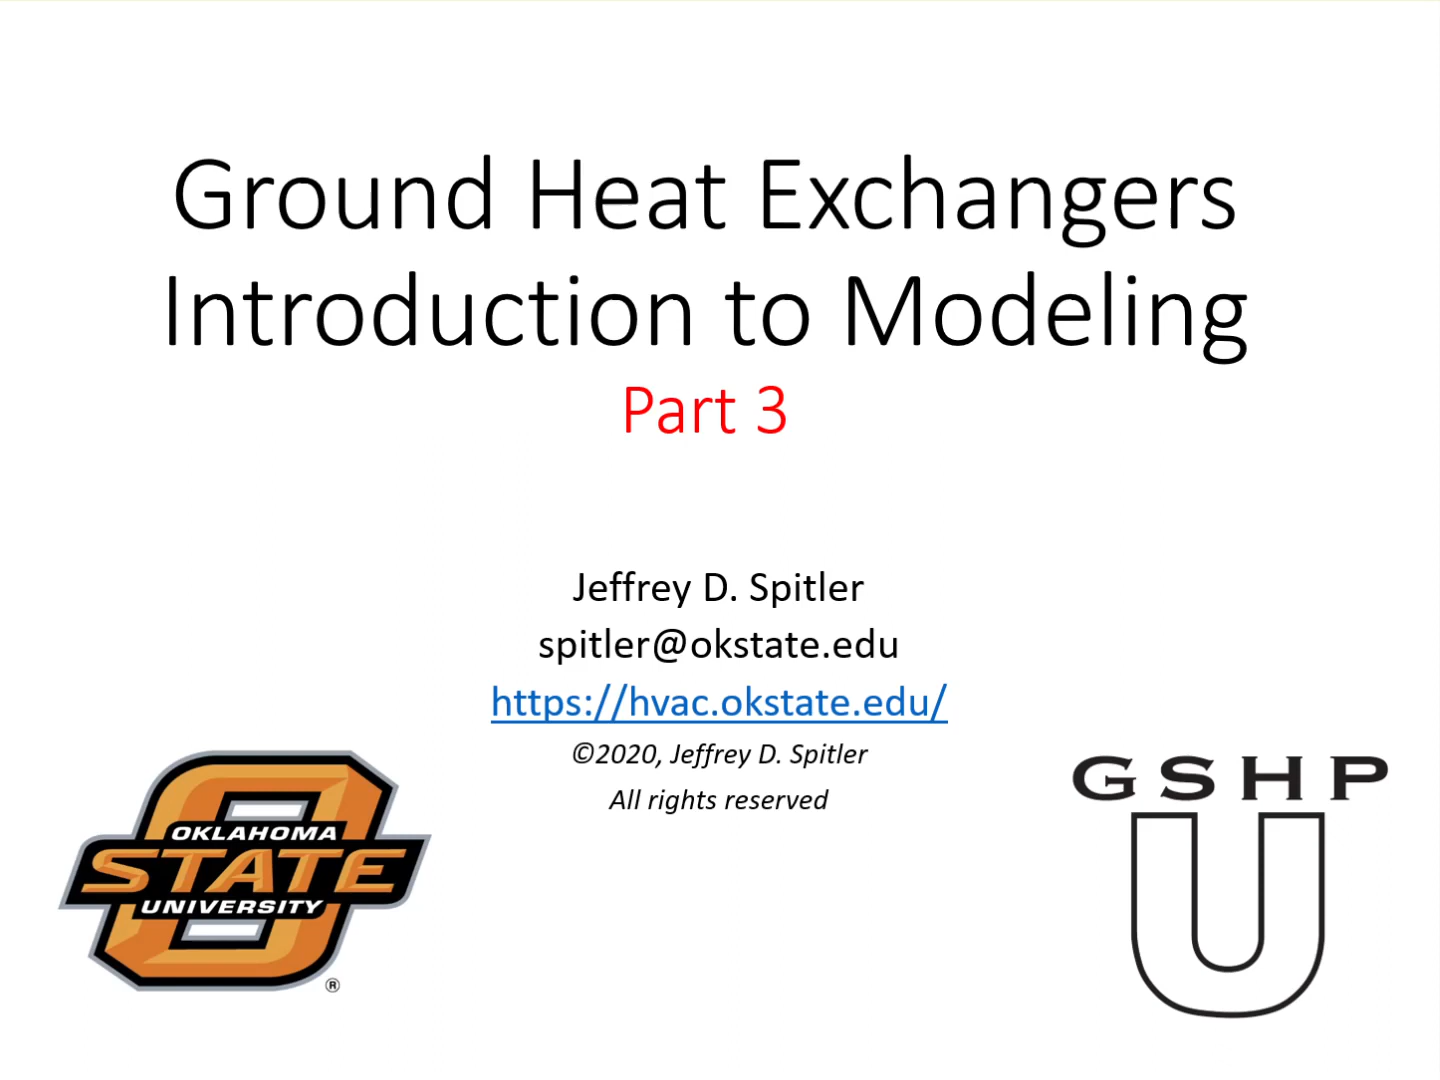 Ground Heat Exchangers
Introduction to Modeling
Part 3
Jeffrey D. Spitler
spitler@okstate.edu
https://hvac.okstate.edu/
©2020, Jeffrey D. Spitler
All rights reserved
OKLAHOMA
STATE
UNIVERSITY
®
GSHP
U